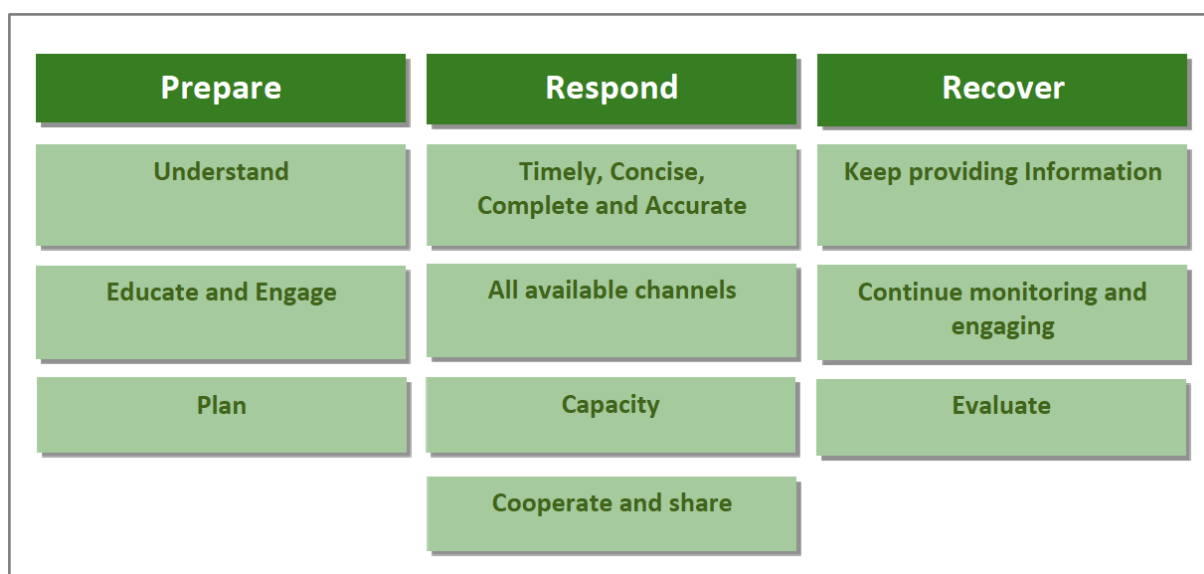 Prepare
Understand
Educate and Engage
Plan
Respond
Timely, Concise,
Complete and Accurate
All available channels
Capacity
Cooperate and share
Recover
Keep providing Information
Continue monitoring and
engaging
Evaluate